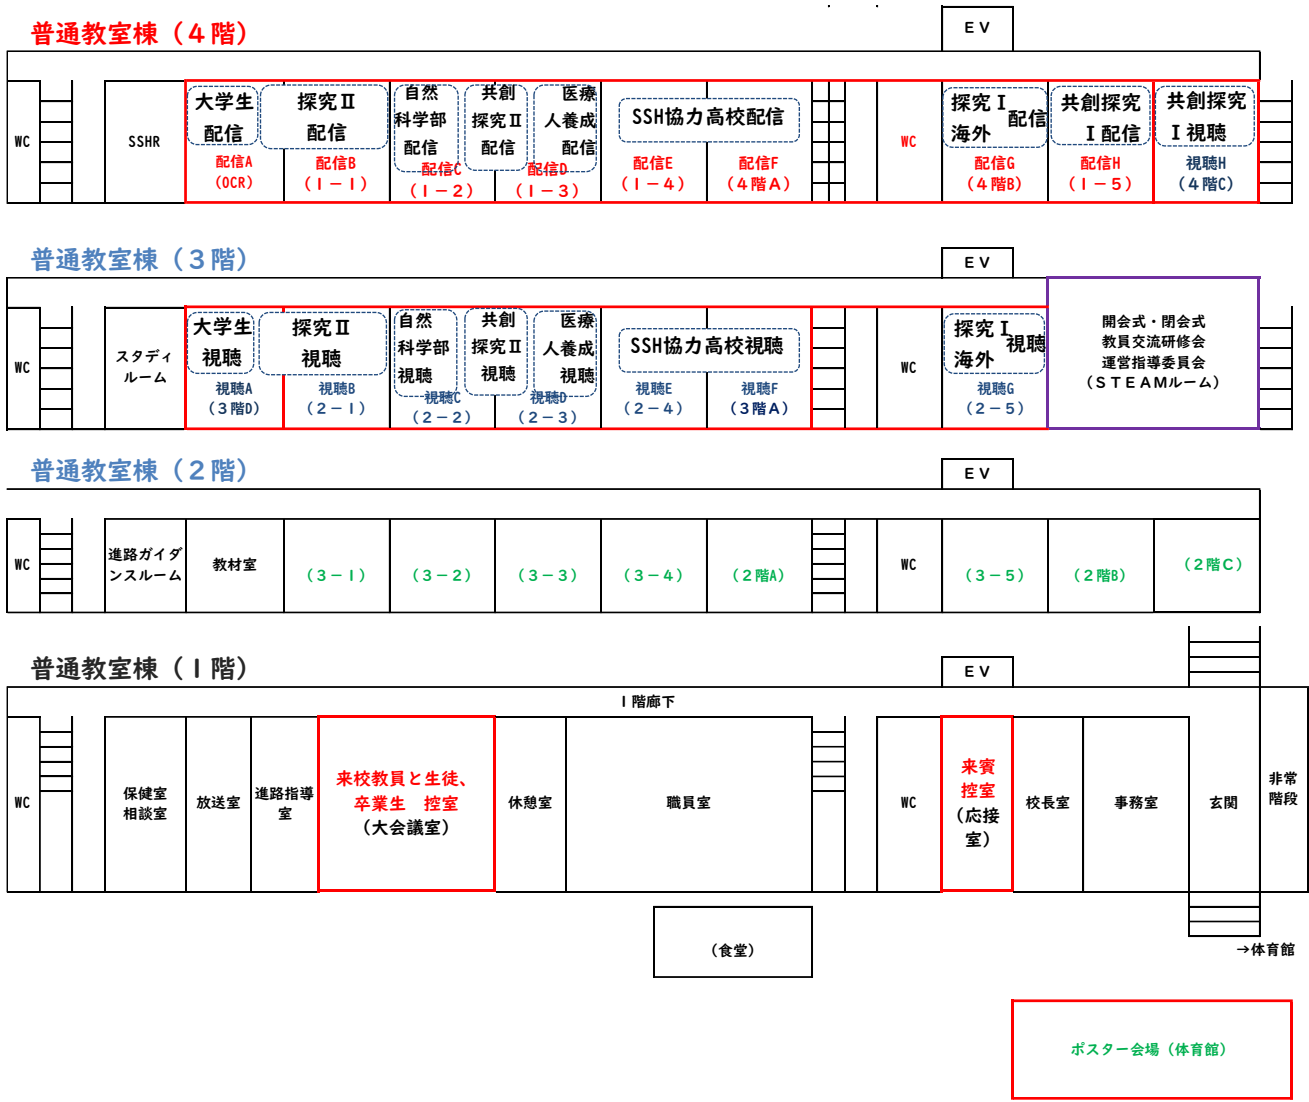 普通教室棟（４階）
ＥＶ
WC
SSHR
大学生
配信
配信A
（OCR）
探究Ⅱ
配信
配信B
（１－１）
自然
科学部
配信
配信C
（１－２）
共創
探究Ⅱ
配信
医療
人養成
配信
配信D
（１－３）
SSH協力高校配信
配信E
（１－４）
配信F
（４階Ａ）
WC
探究Ⅰ
海外
配信
配信G
（４階B）
共創探究
Ⅰ配信
配信H
（１－５）
共創探究
Ⅰ視聴
視聴H
（４階C）
普通教室棟（３階）
ＥＶ
WC
スタディ
ルーム
大学生
視聴
視聴A
（３階D）
探究Ⅱ
視聴
視聴B
（２－１）
自然
科学部
視聴
視聴C
（２－２）
共創
探究Ⅱ
視聴
医療
人養成
視聴
視聴D
（２－３）
SSH協力高校視聴
視聴E
（２－４）
視聴F
（３階Ａ）
WC
探究Ⅰ
海外
視聴
視聴G
（２－５）
開会式・閉会式
教員交流研修会
運営指導委員会
（ＳＴＥＡＭルーム）
普通教室棟（２階）
ＥＶ
WC
進路ガイダ
ンスルーム
教材室
（３－１）
（３－２）
（３－３）
（３－４）
（２階A）
WC
（３－５）
（２階B）
（２階Ｃ）
普通教室棟（１階）
ＥＶ
１階廊下
WC
保健室
相談室
放送室
進路指導
室
来校教員と生徒、
卒業生　控室
（大会議室）
休憩室
職員室
WC
来賓
控室
（応接
室）
校長室
事務室
玄関
非常
階段
（食堂）
→体育館
ポスター会場（体育館）